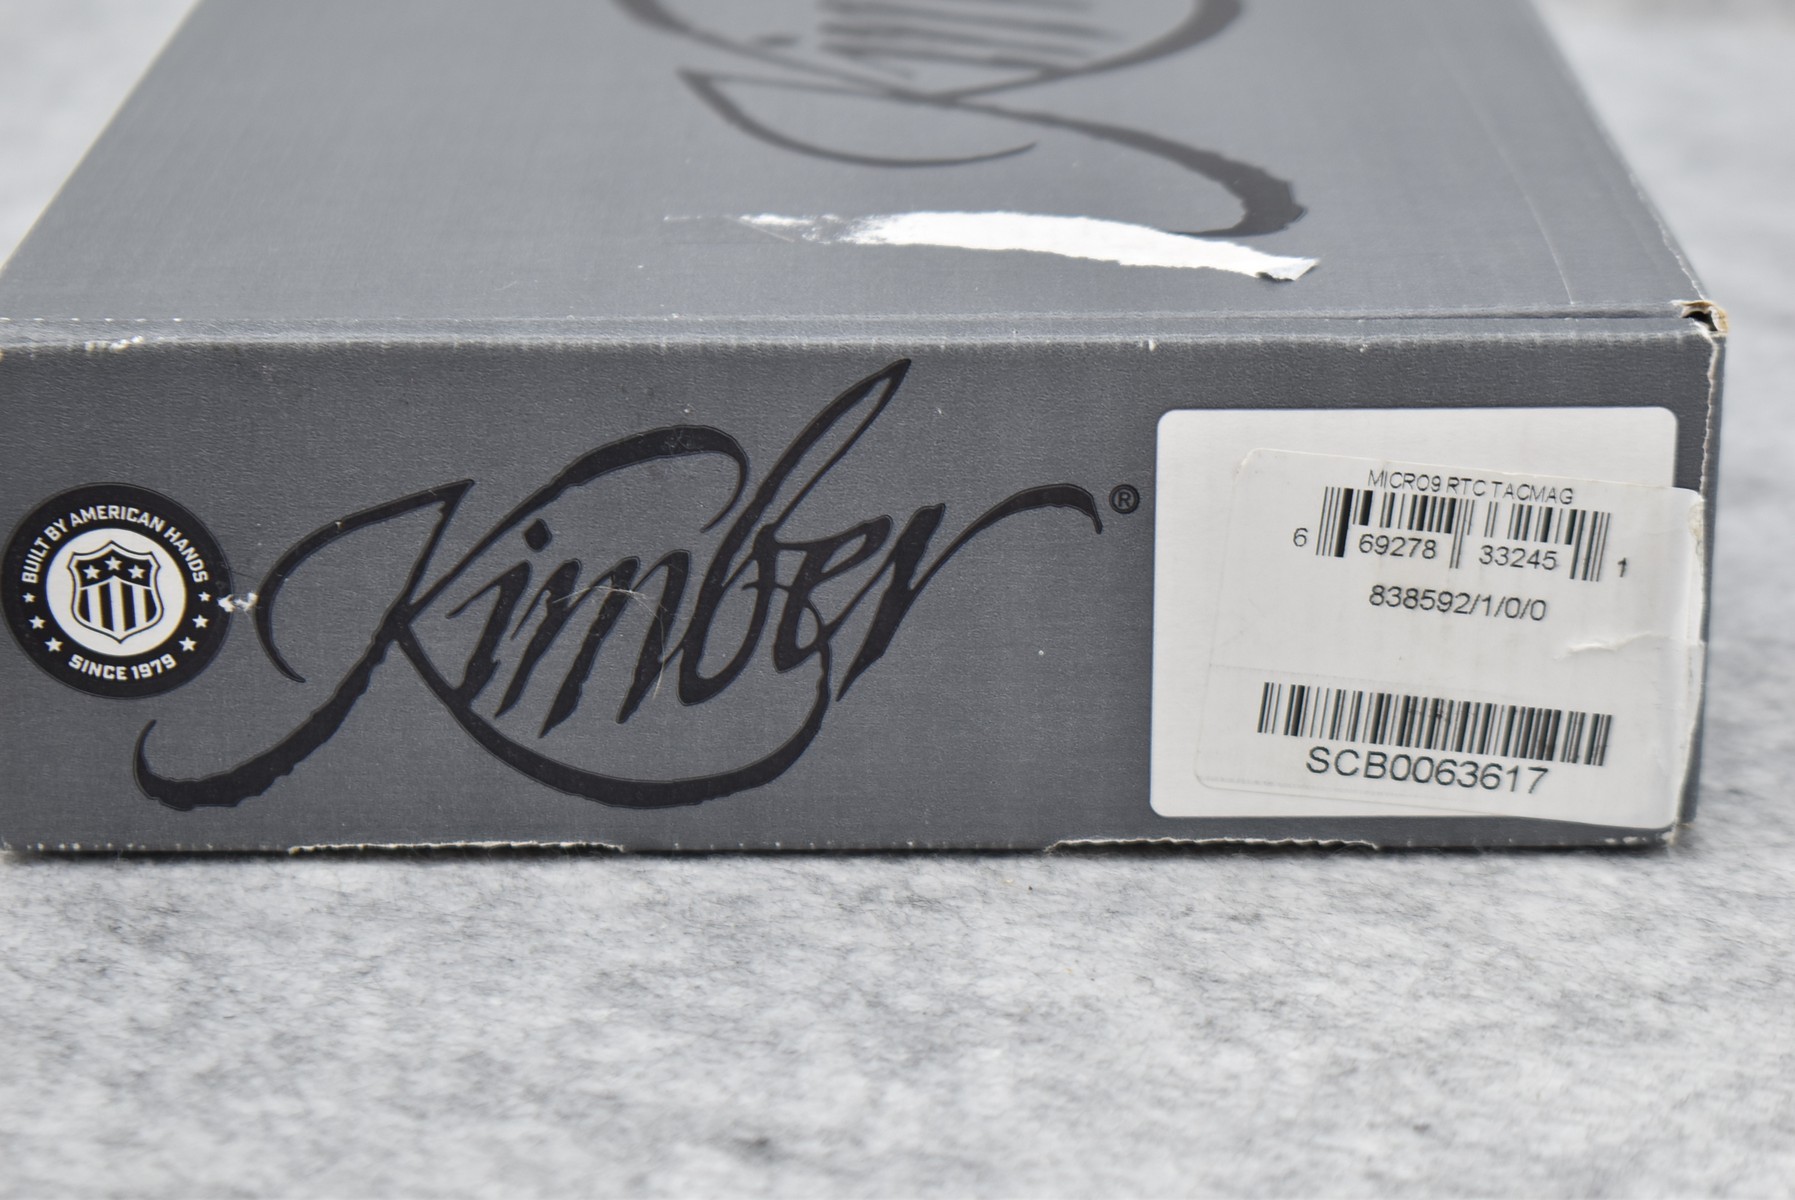 BUILT BY AMERICAN HANDS
SINCE 1979
Kimber®
MICRO9 RTC TACMAG
6 69278 33245 1
838592/1/0/0
SCB0063617